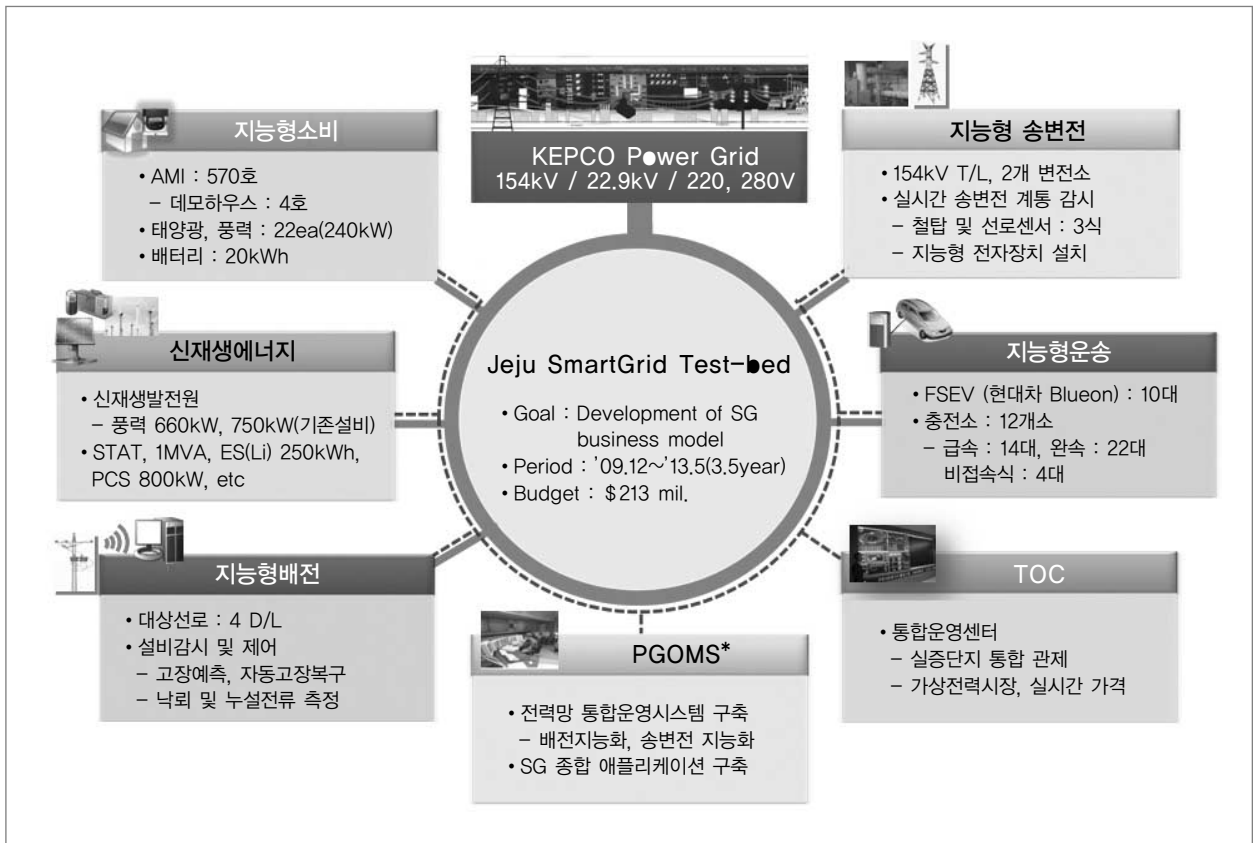 KEPCO Power Grid
154kV / 22.9kV / 220, 280V
지능형소비
• AMI : 570호
– 데모하우스 : 4호
• 태양광, 풍력 : 22ea(240kW)
• 배터리 : 20kWh
지능형 송변전
• 154kV T/L, 2개 변전소
• 실시간 송변전 계통 감시
– 철탑 및 선로센서 : 3식
– 지능형 전자장치 설치
신재생에너지
• 신재생발전원
– 풍력 660kW, 750kW(기존설비)
• STAT, 1MVA, ES(Li) 250kWh,
PCS 800kW, etc
Jeju SmartGrid Test-bed
• Goal : Development of SG
business model
• Period : ’09.12~’13.5(3.5year)
• Budget : $213 mil.
지능형운송
• FSEV (현대차 Blueon) : 10대
• 충전소 : 12개소
– 급속 : 14대, 완속 : 22대
비접속식 : 4대
지능형배전
• 대상선로 : 4 D/L
• 설비감시 및 제어
– 고장예측, 자동고장복구
– 낙뢰 및 누설전류 측정
PGOMS*
• 전력망 통합운영시스템 구축
– 배전지능화, 송변전 지능화
• SG 종합 애플리케이션 구축
TOC
• 통합운영센터
– 실증단지 통합 관제
– 가상전력시장, 실시간 가격